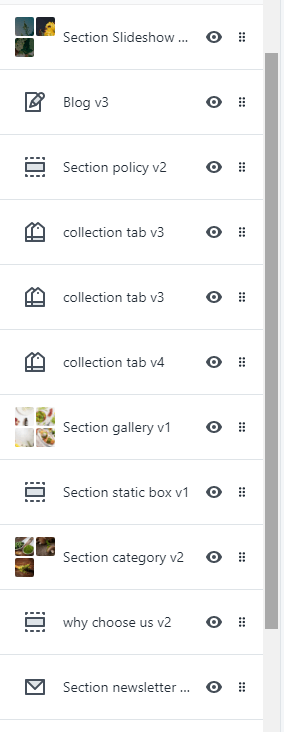 Section Slideshow ...
Blog v3
Section policy v2
collection tab v3
collection tab v3
collection tab v4
Section gallery v1
Section static box v1
Section category v2
why choose us v2
Section newsletter ...